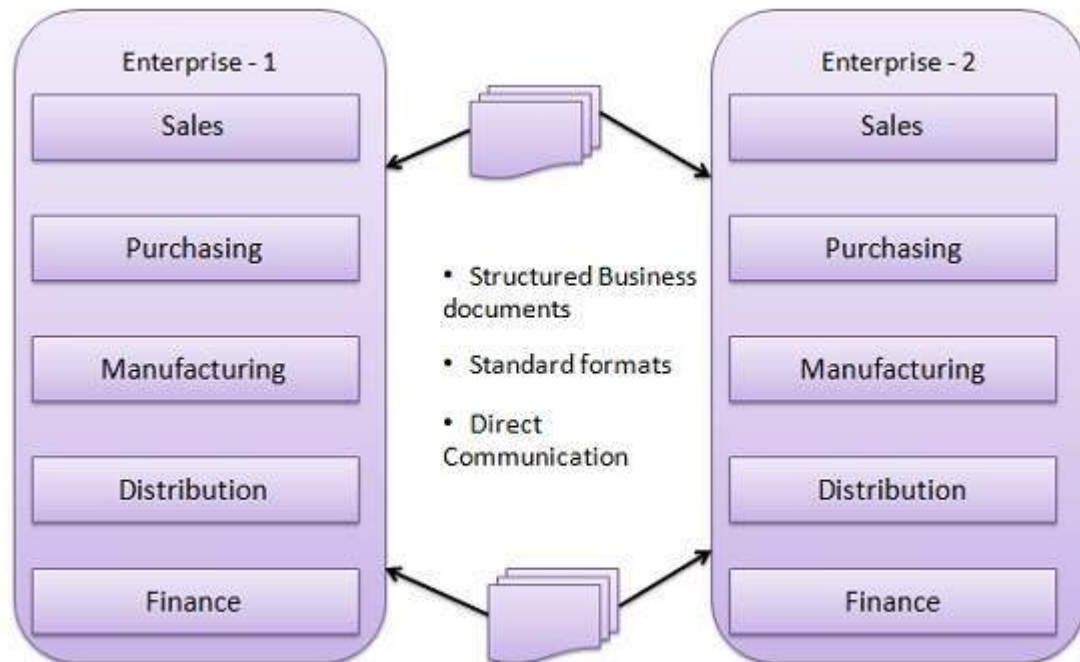 Enterprise - 1
Sales
Purchasing
Manufacturing
Distribution
Finance
• Structured Business
documents
• Standard formats
• Direct
Communication
Enterprise - 2
Sales
Purchasing
Manufacturing
Distribution
Finance